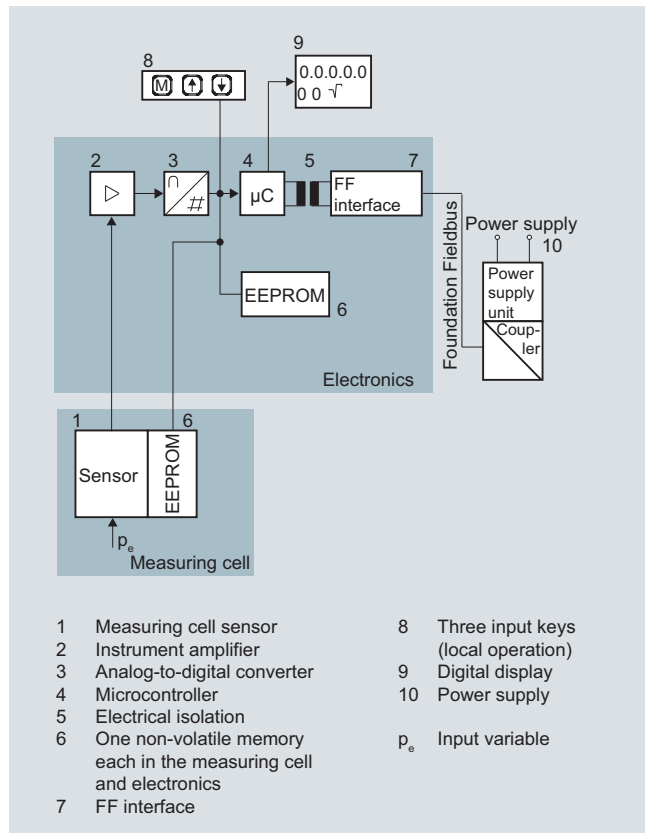 8
M
9
0.0.0.0.0
0 0 √
2
3
∩
#
4
µC
5
7
FF
interface
Foundation Fieldbus
Power supply
10
Power
supply
unit
Coup-
ler
EEPROM
6
Electronics
1
6
Sensor
EEPROM
pe
Measuring cell
1 Measuring cell sensor
2 Instrument amplifier
3 Analog-to-digital converter
4 Microcontroller
5 Electrical isolation
6 One non-volatile memory
each in the measuring cell
and electronics
7 FF interface
8 Three input keys
(local operation)
9 Digital display
10 Power supply
pe Input variable